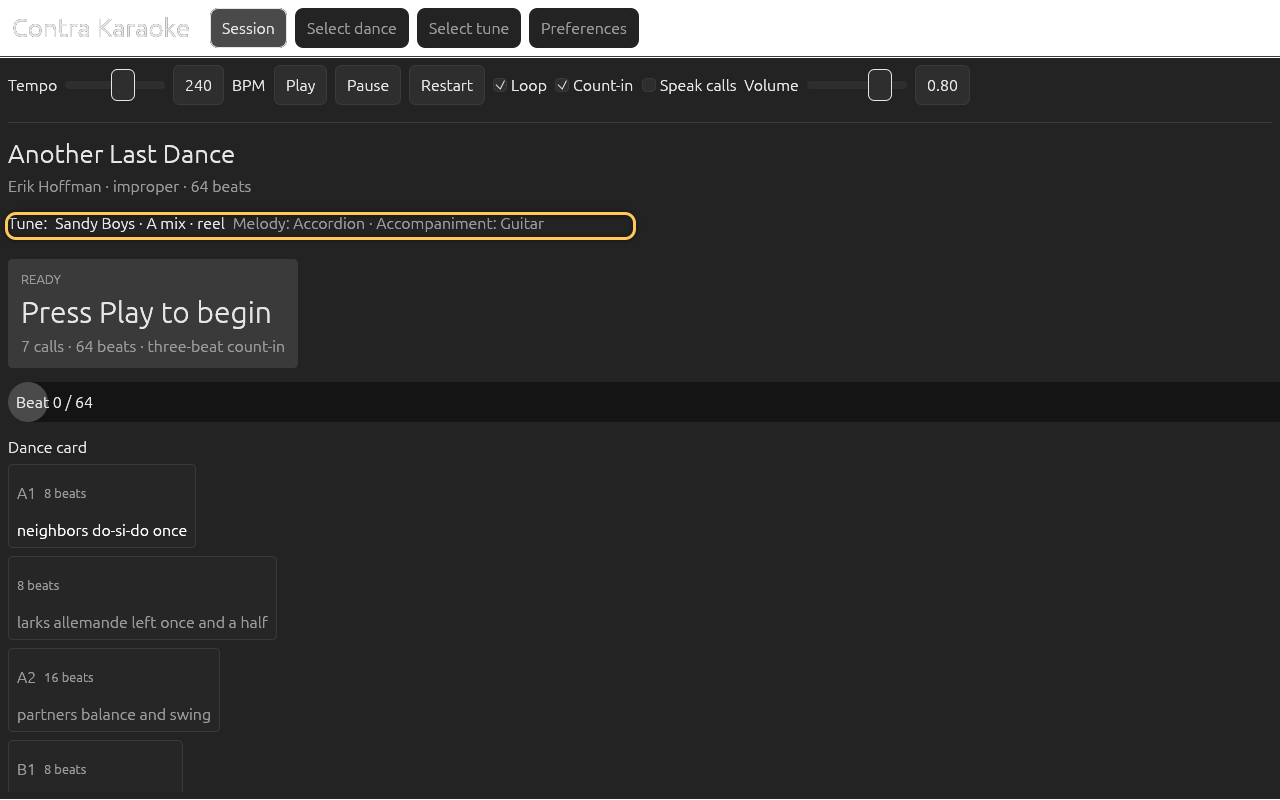 Contra Karaoke Session Select dance Select tune Preferences
Tempo 240 BPM Play Pause Restart Loop Count-in Speak calls Volume 0.80
Another Last Dance
Erik Hoffman · improper · 64 beats
Tune: Sandy Boys · A mix · reel Melody: Accordion · Accompaniment: Guitar
READY
Press Play to begin
7 calls · 64 beats · three-beat count-in
Beat 0 / 64
Dance card
A1 8 beats
neighbors do-si-do once
8 beats
larks allemande left once and a half
A2 16 beats
partners balance and swing
B1 8 beats